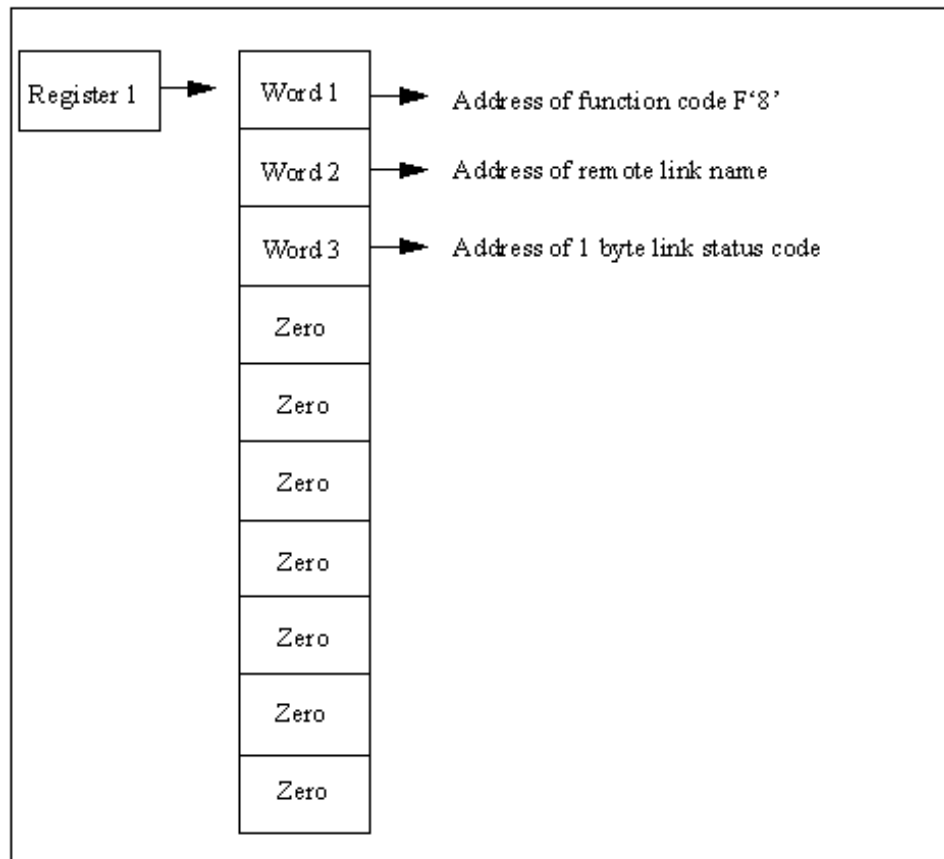 Register 1
Word 1
Address of function code F‘8’
Word 2
Address of remote link name
Word 3
Address of 1 byte link status code
Zero
Zero
Zero
Zero
Zero
Zero
Zero